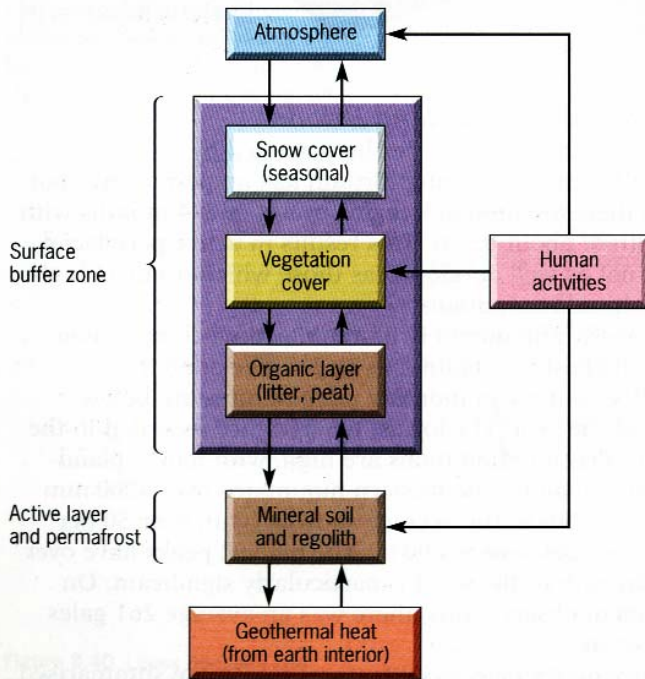 Atmosphere
Snow cover
(seasonal)
Surface
buffer zone
Vegetation
cover
Human
activities
Organic layer
(litter, peat)
Active layer
and permafrost
Mineral soil
and regolith
Geothermal heat
(from earth interior)